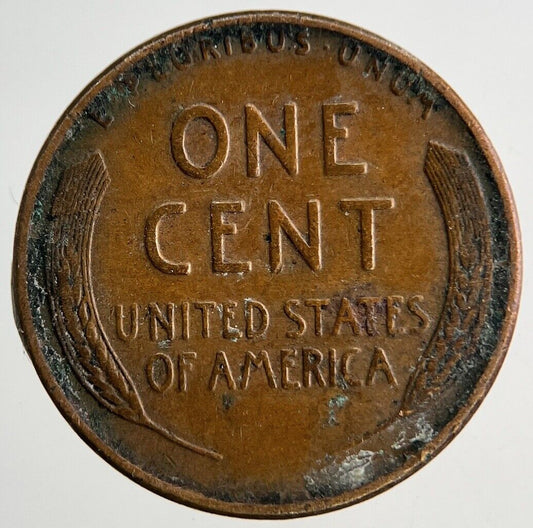 E·PLURIBUS·UNUM
ONE
CENT
UNITED STATES
OF AMERICA